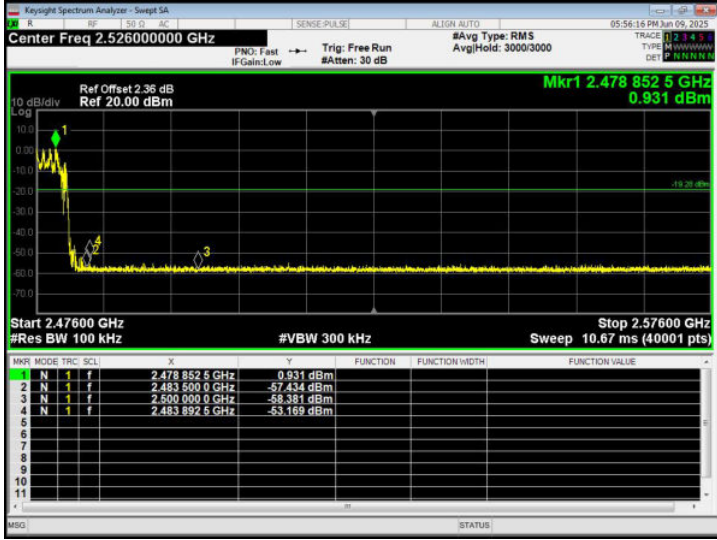 Keysight Spectrum Analyzer - Swept SA
LXI R RF 50 Ω AC SENSE:PULSE ALIGN AUTO 05:56:16 PM Jun 09, 2025
Center Freq 2.526000000 GHz
PNO: Fast
IFGain:Low
Trig: Free Run
#Atten: 30 dB
#Avg Type: RMS
Avg|Hold: 3000/3000
TRACE 1 2 3 4 5 6
TYPE M WWWWW
DET P N N N N N
Ref Offset 2.36 dB
10 dB/div Ref 20.00 dBm
Log
Mkr1 2.478 852 5 GHz
0.931 dBm
10.0
0.00
-10.0
-20.0
-30.0
-40.0
-50.0
-60.0
-70.0
1
2
4
3
-19.28 dBm
Start 2.47600 GHz Stop 2.57600 GHz
#Res BW 100 kHz #VBW 300 kHz Sweep 10.67 ms (40001 pts)
MKR MODE TRC SCL X Y FUNCTION FUNCTION WIDTH FUNCTION VALUE
1 N 1 f 2.478 852 5 GHz 0.931 dBm
2 N 1 f 2.483 500 0 GHz -57.434 dBm
3 N 1 f 2.500 000 0 GHz -58.381 dBm
4 N 1 f 2.483 892 5 GHz -53.169 dBm
5
6
7
8
9
10
11
MSG STATUS